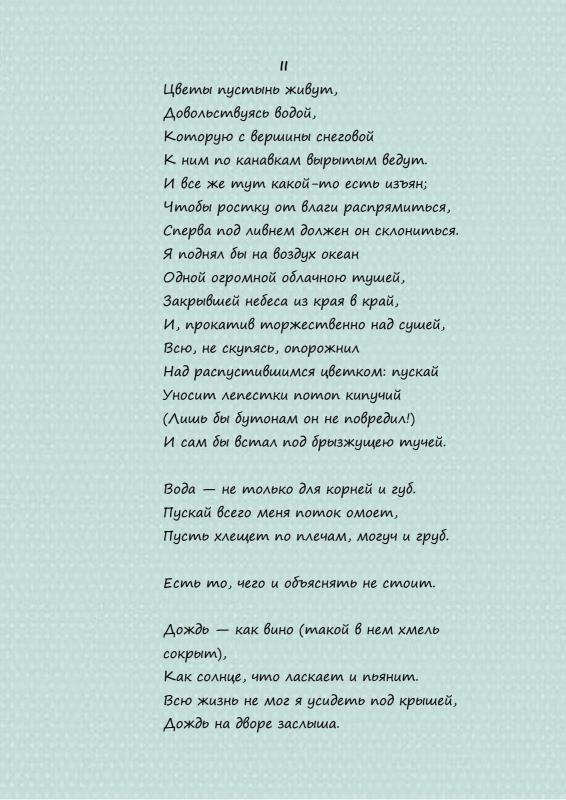 II
Цветы пустынь живут,
Довольствуясь водой,
Которую с вершины снеговой
К ним по канавкам вырытым ведут.
И все же тут какой-то есть изъян;
Чтобы ростку от влаги распрямиться,
Сперва под ливнем должен он склониться.
Я поднял бы на воздух океан
Одной огромной облачною тушей,
Закрывшей небеса из края в край,
И, прокатив торжественно над сушей,
Всю, не скупясь, опорожнил
Над распустившимся цветком: пускай
Уносит лепестки потоп кипучий
(Лишь бы бутонам он не повредил!)
И сам бы встал под брызжущею тучей.
Вода — не только для корней и губ.
Пускай всего меня поток омоет,
Пусть хлещет по плечам, могуч и груб.
Есть то, чего и объяснять не стоит.
Дождь — как вино (такой в нем хмель
сокрыт),
Как солнце, что ласкает и пьянит.
Всю жизнь не мог я усидеть под крышей,
Дождь на дворе заслыша.